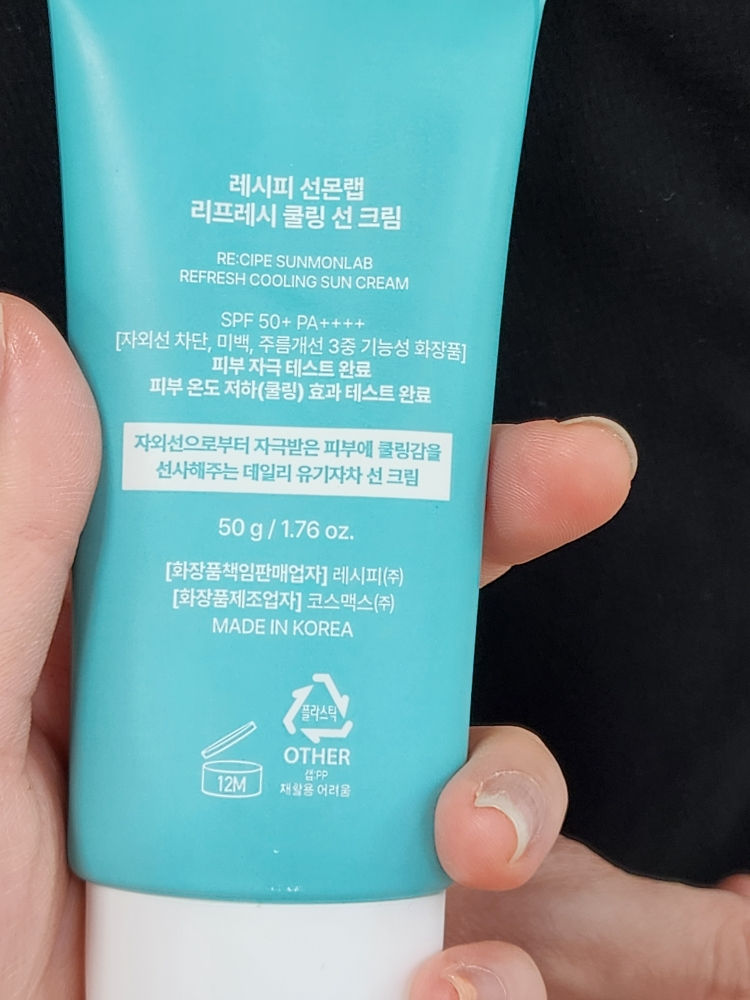 레시피 선몬랩
리프레시 쿨링 선 크림
RE:CIPE SUNMONLAB
REFRESH COOLING SUN CREAM
SPF 50+ PA++++
[자외선 차단, 미백, 주름개선 3중 기능성 화장품]
피부 자극 테스트 완료
피부 온도 저하(쿨링) 효과 테스트 완료
자외선으로부터 자극받은 피부에 쿨링감을
선사해주는 데일리 유기자차 선 크림
50 g / 1.76 oz.
[화장품책임판매업자] 레시피㈜
[화장품제조업자] 코스맥스㈜
MADE IN KOREA
플라스틱
OTHER
캡:PP
재활용 어려움
12M